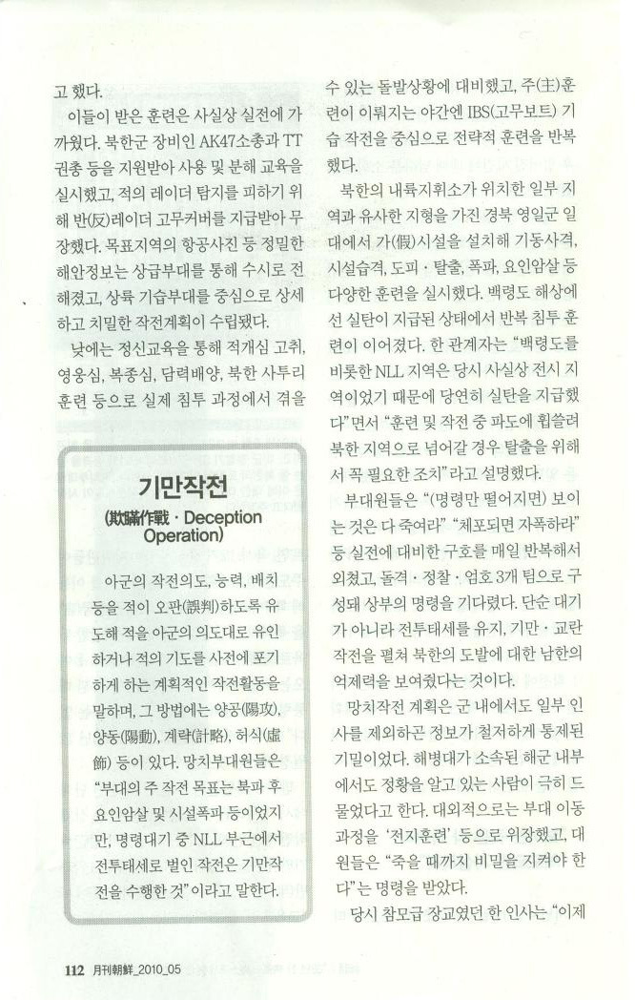 고 했다.
이들이 받은 훈련은 사실상 실전에 가
까웠다. 북한군 장비인 AK47소총과 TT
권총 등을 지원받아 사용 및 분해 교육을
실시했고, 적의 레이더 탐지를 피하기 위
해 반(反)레이더 고무커버를 지급받아 무
장했다. 목표지역의 항공사진 등 정밀한
해안정보는 상급부대를 통해 수시로 전
해졌고, 상륙 기습부대를 중심으로 상세
하고 치밀한 작전계획이 수립됐다.
낮에는 정신교육을 통해 적개심 고취,
영웅심, 복종심, 담력배양, 북한 사투리
훈련 등으로 실제 침투 과정에서 겪을
기만작전
(欺瞞作戰 · Deception
Operation)
아군의 작전의도, 능력, 배치
등을 적이 오판(誤判)하도록 유
도해 적을 아군의 의도대로 유인
하거나 적의 기도를 사전에 포기
하게 하는 계획적인 작전활동을
말하며, 그 방법에는 양공(陽攻),
양동(陽動), 계략(計略), 허식(虛
飾) 등이 있다. 망치부대원들은
“부대의 주 작전 목표는 북파 후
요인암살 및 시설폭파 등이었지
만, 명령대기 중 NLL 부근에서
전투태세로 벌인 작전은 기만작
전을 수행한 것”이라고 말한다.
수 있는 돌발상황에 대비했고, 주(主)훈
련이 이뤄지는 야간엔 IBS(고무보트) 기
습 작전을 중심으로 전략적 훈련을 반복
했다.
북한의 내륙지휘소가 위치한 일부 지
역과 유사한 지형을 가진 경북 영일군 일
대에서 가(假)시설을 설치해 기동사격,
시설습격, 도피 · 탈출, 폭파, 요인암살 등
다양한 훈련을 실시했다. 백령도 해상에
선 실탄이 지급된 상태에서 반복 침투 훈
련이 이어졌다. 한 관계자는 “백령도를
비롯한 NLL 지역은 당시 사실상 전시 지
역이었기 때문에 당연히 실탄을 지급했
다”면서 “훈련 및 작전 중 파도에 휩쓸려
북한 지역으로 넘어갈 경우 탈출을 위해
서 꼭 필요한 조치”라고 설명했다.
부대원들은 “(명령만 떨어지면) 보이
는 것은 다 죽여라” “체포되면 자폭하라”
등 실전에 대비한 구호를 매일 반복해서
외쳤고, 돌격 · 정찰 · 엄호 3개 팀으로 구
성돼 상부의 명령을 기다렸다. 단순 대기
가 아니라 전투태세를 유지, 기만 · 교란
작전을 펼쳐 북한의 도발에 대한 남한의
억제력을 보여줬다는 것이다.
망치작전 계획은 군 내에서도 일부 인
사를 제외하곤 정보가 철저하게 통제된
기밀이었다. 해병대가 소속된 해군 내부
에서도 정황을 알고 있는 사람이 극히 드
물었다고 한다. 대외적으로는 부대 이동
과정을 ‘전지훈련’ 등으로 위장했고, 대
원들은 “죽을 때까지 비밀을 지켜야 한
다”는 명령을 받았다.
당시 참모급 장교였던 한 인사는 “이제
112 月刊朝鮮_2010_05